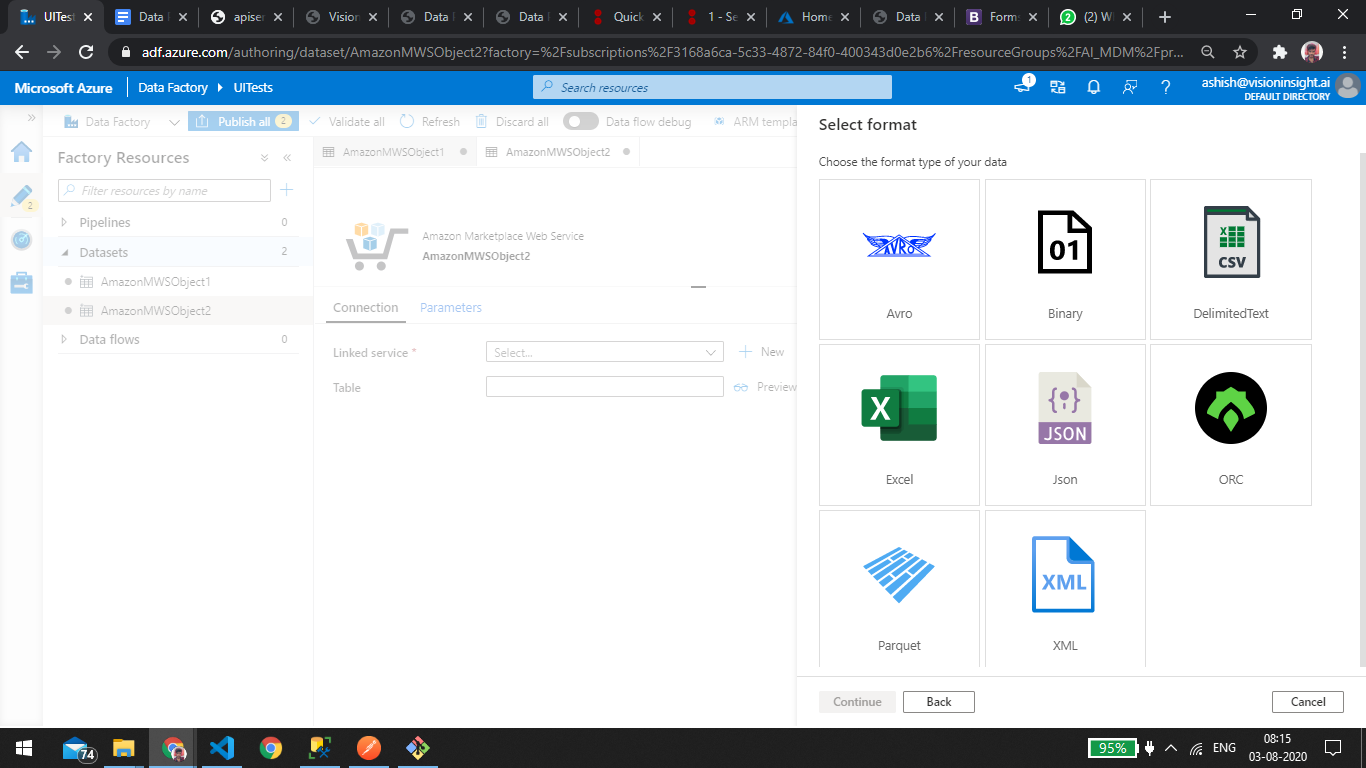 UITest
Data
apiser
Vision
Data
Data
Quick
1 - Se
Home
Data
Form
(2) W
adf.azure.com/authoring/dataset/AmazonMWSObject2?factory=%2Fsubscriptions%2F3168a6ca-5c33-4872-84f0-400343d0e2b6%2FresourceGroups%2FAI_MDM%2Fpr...
Microsoft Azure
Data Factory
UITests
Search resources
1
ashish@visioninsight.ai
DEFAULT DIRECTORY
Data Factory
Publish all 2
Validate all
Refresh
Discard all
Data flow debug
ARM templa
Factory Resources
Filter resources by name
2
Pipelines 0
Datasets 2
AmazonMWSObject1
AmazonMWSObject2
Data flows 0
AmazonMWSObject1
AmazonMWSObject2
Amazon Marketplace Web Service
AmazonMWSObject2
Connection
Parameters
Linked service *
Select...
New
Table
Preview
Select format
Choose the format type of your data
AVRO
Avro
01
Binary
X
CSV
DelimitedText
X
Excel
JSON
Json
ORC
Parquet
XML
XML
Continue
Back
Cancel
74
95%
ENG
08:15
03-08-2020